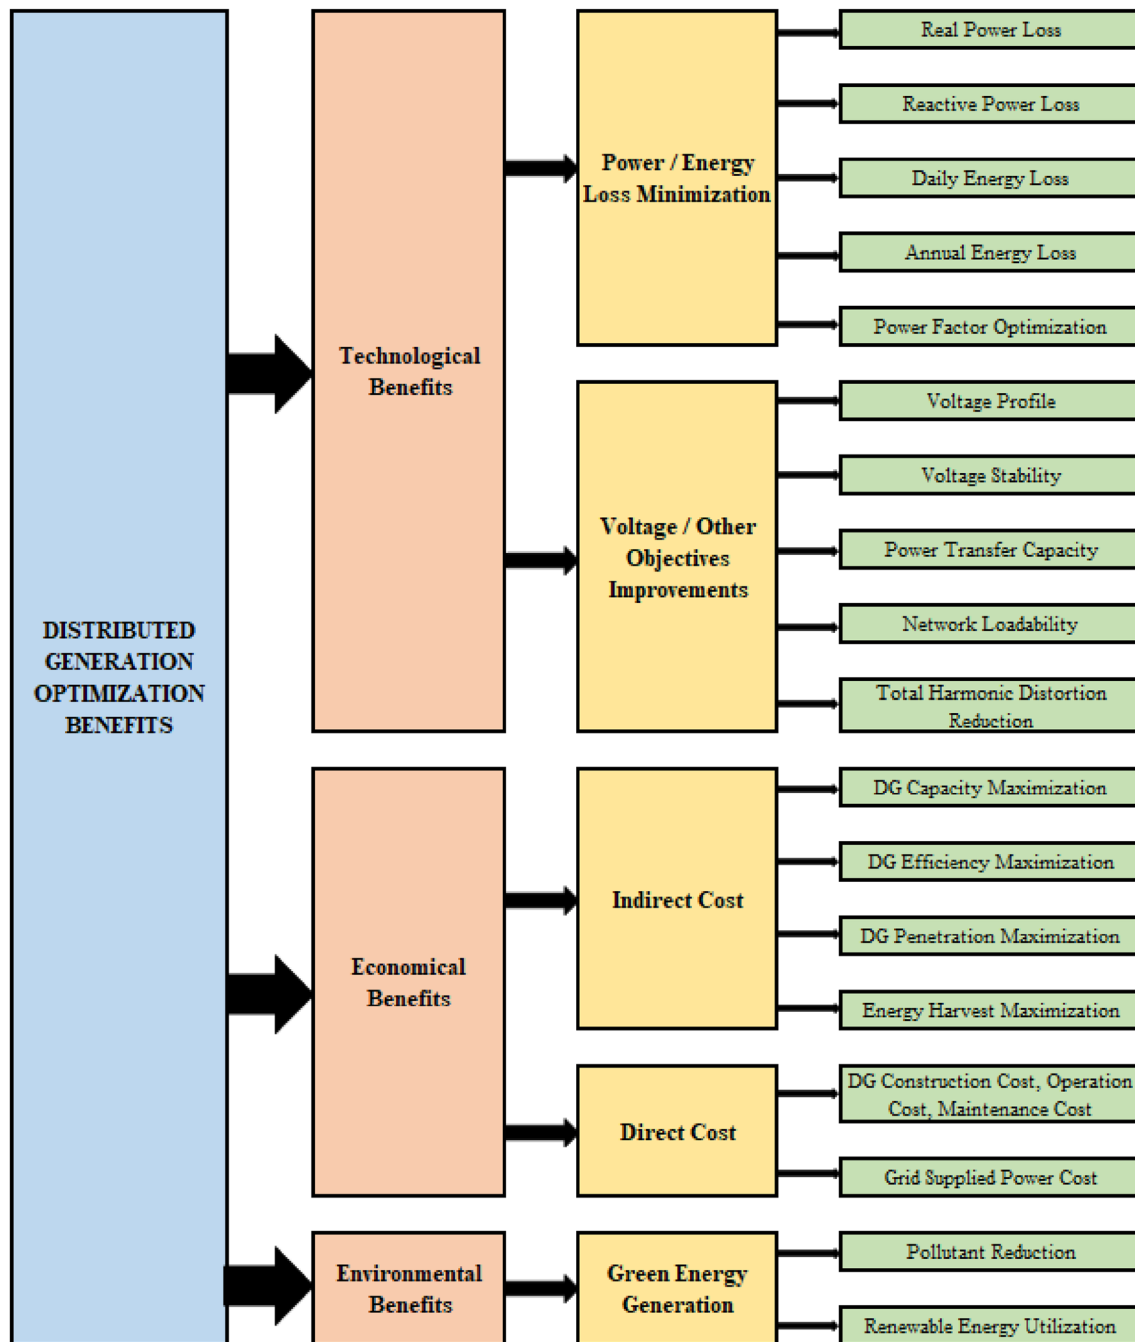 DISTRIBUTED
GENERATION
OPTIMIZATION
BENEFITS
Technological
Benefits
Power / Energy
Loss Minimization
Real Power Loss
Reactive Power Loss
Daily Energy Loss
Annual Energy Loss
Power Factor Optimization
Voltage / Other
Objectives
Improvements
Voltage Profile
Voltage Stability
Power Transfer Capacity
Network Loadability
Total Harmonic Distortion
Reduction
Economical
Benefits
Indirect Cost
DG Capacity Maximization
DG Efficiency Maximization
DG Penetration Maximization
Energy Harvest Maximization
Direct Cost
DG Construction Cost, Operation
Cost, Maintenance Cost
Grid Supplied Power Cost
Environmental
Benefits
Green Energy
Generation
Pollutant Reduction
Renewable Energy Utilization